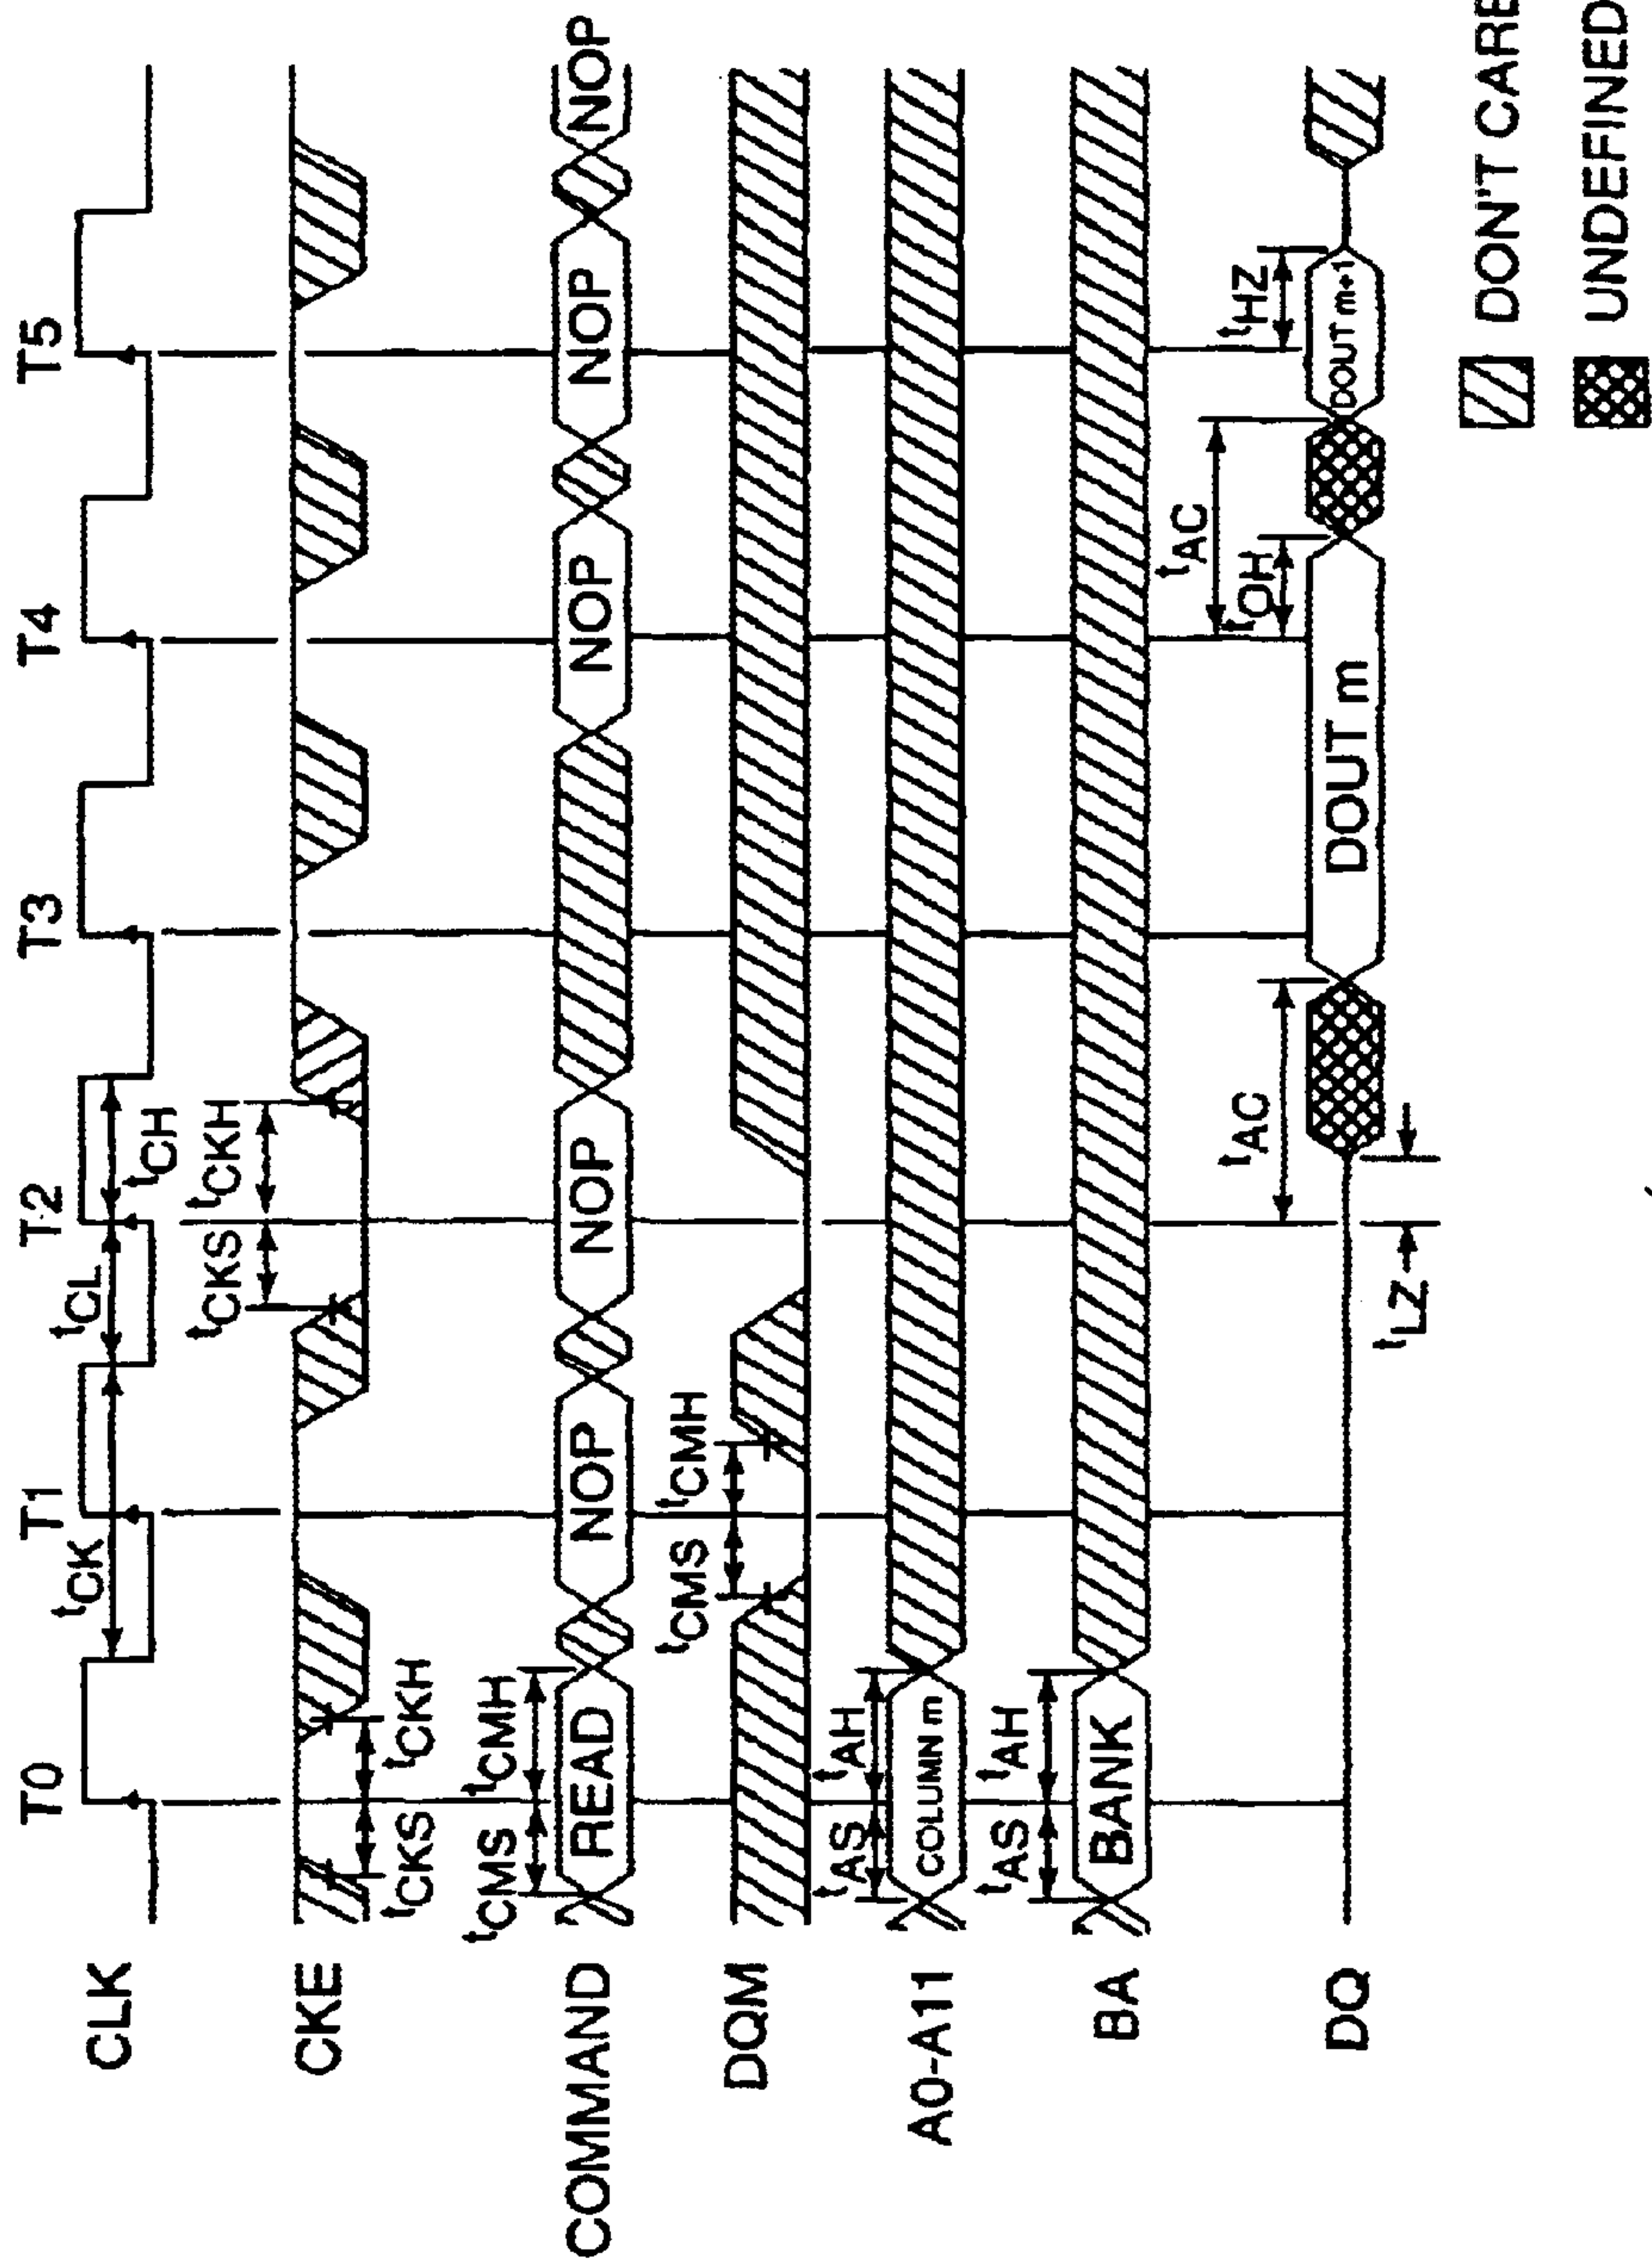 T0 T1 T2 T3 T4 T5
CLK
tCK tCL tCH
CKE
tCKS tCKH tCKS tCKH
tCMS tCMH
COMMAND READ NOP NOP NOP NOP NOP
tCMS tCMH
DQM
tAS tAH
A0-A11 COLUMN m
tAS tAH
BA BANK
tAC tAC tOH tHZ
DQ DOUT m DOUT m+1
tLZ
DON'T CARE
UNDEFINED